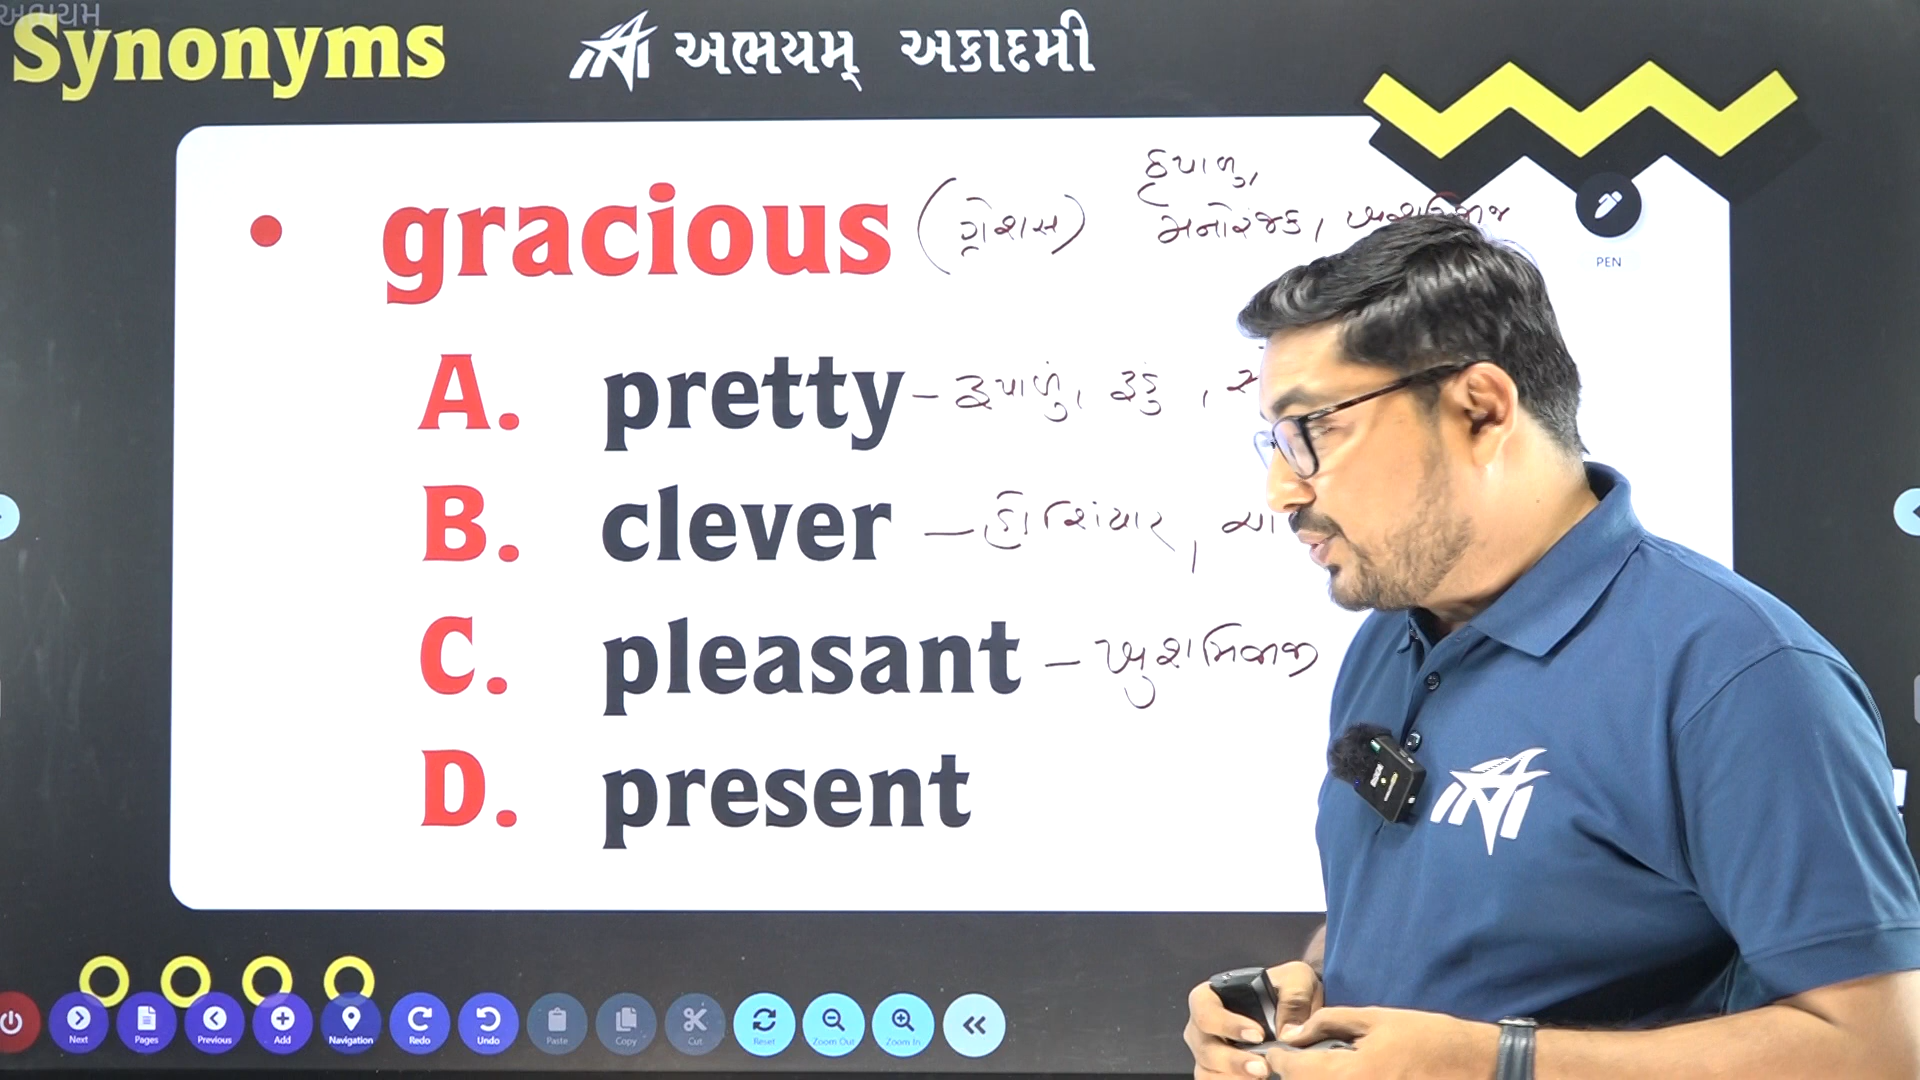 અભયમ
Synonyms
અભયમ્ અકાદમી
કૃપાળુ,
• gracious (ગ્રેશસ) મનોરંજક, ખુશમિજાજ
PEN
A. pretty – રૂપાળું, રૂડુ,
B. clever – હોશિયાર,
C. pleasant – ખુશમિજાજી
D. present
Next Pages Previous Add Navigation Redo Undo Paste Copy Cut Reset Zoom Out Zoom In